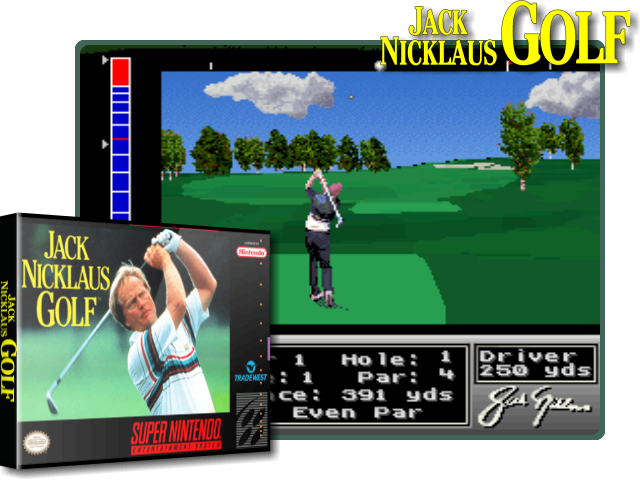 JACK
NICKLAUS GOLF
JACK
NICKLAUS
GOLF
Nintendo
TRADEWEST
SUPER NINTENDO
ENTERTAINMENT SYSTEM
JACK
NICKLAUS GOLF
1 Hole: 1
:1 Par: 4
nce: 391 yds
Even Par
Driver
250 yds